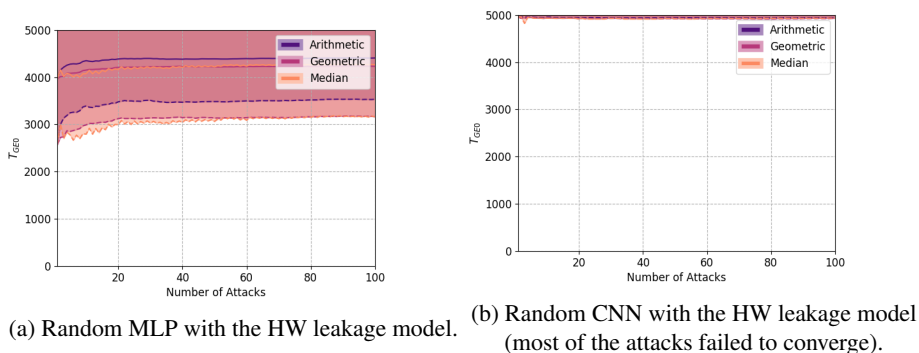 5000
4000
3000
2000
1000
0
T_GE0
Arithmetic
Geometric
Median
20
40
60
80
100
Number of Attacks
(a) Random MLP with the HW leakage model.
5000
4000
3000
2000
1000
0
T_GE0
Arithmetic
Geometric
Median
20
40
60
80
100
Number of Attacks
(b) Random CNN with the HW leakage model
(most of the attacks failed to converge).